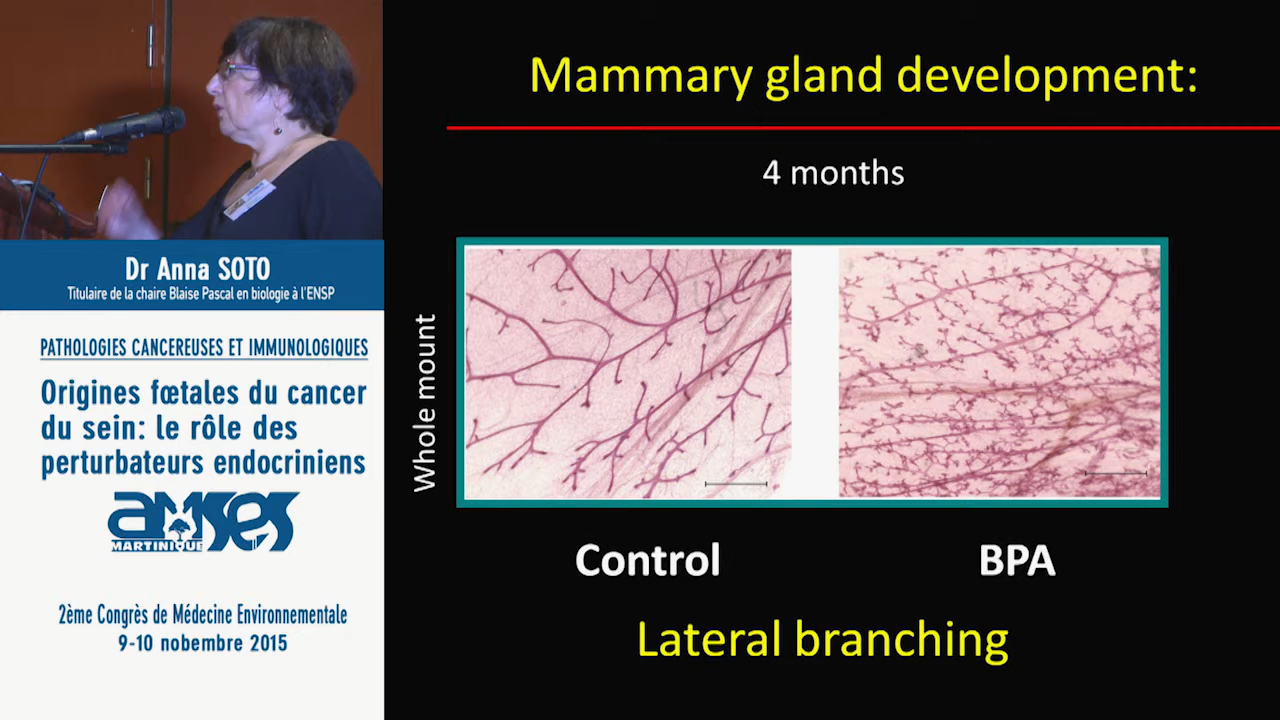 Dr Anna SOTO
Titulaire de la chaire Blaise Pascal en biologie à l'ENSP
PATHOLOGIES CANCEREUSES ET IMMUNOLOGIQUES
Origines fœtales du cancer
du sein: le rôle des
perturbateurs endocriniens
amses
MARTINIQUE
2ème Congrès de Médecine Environnementale
9-10 nobembre 2015
Mammary gland development:
4 months
Whole mount
Control
BPA
Lateral branching